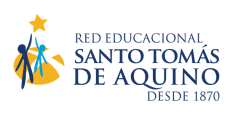 RED EDUCACIONAL
SANTO TOMÁS
DE AQUINO
DESDE 1870